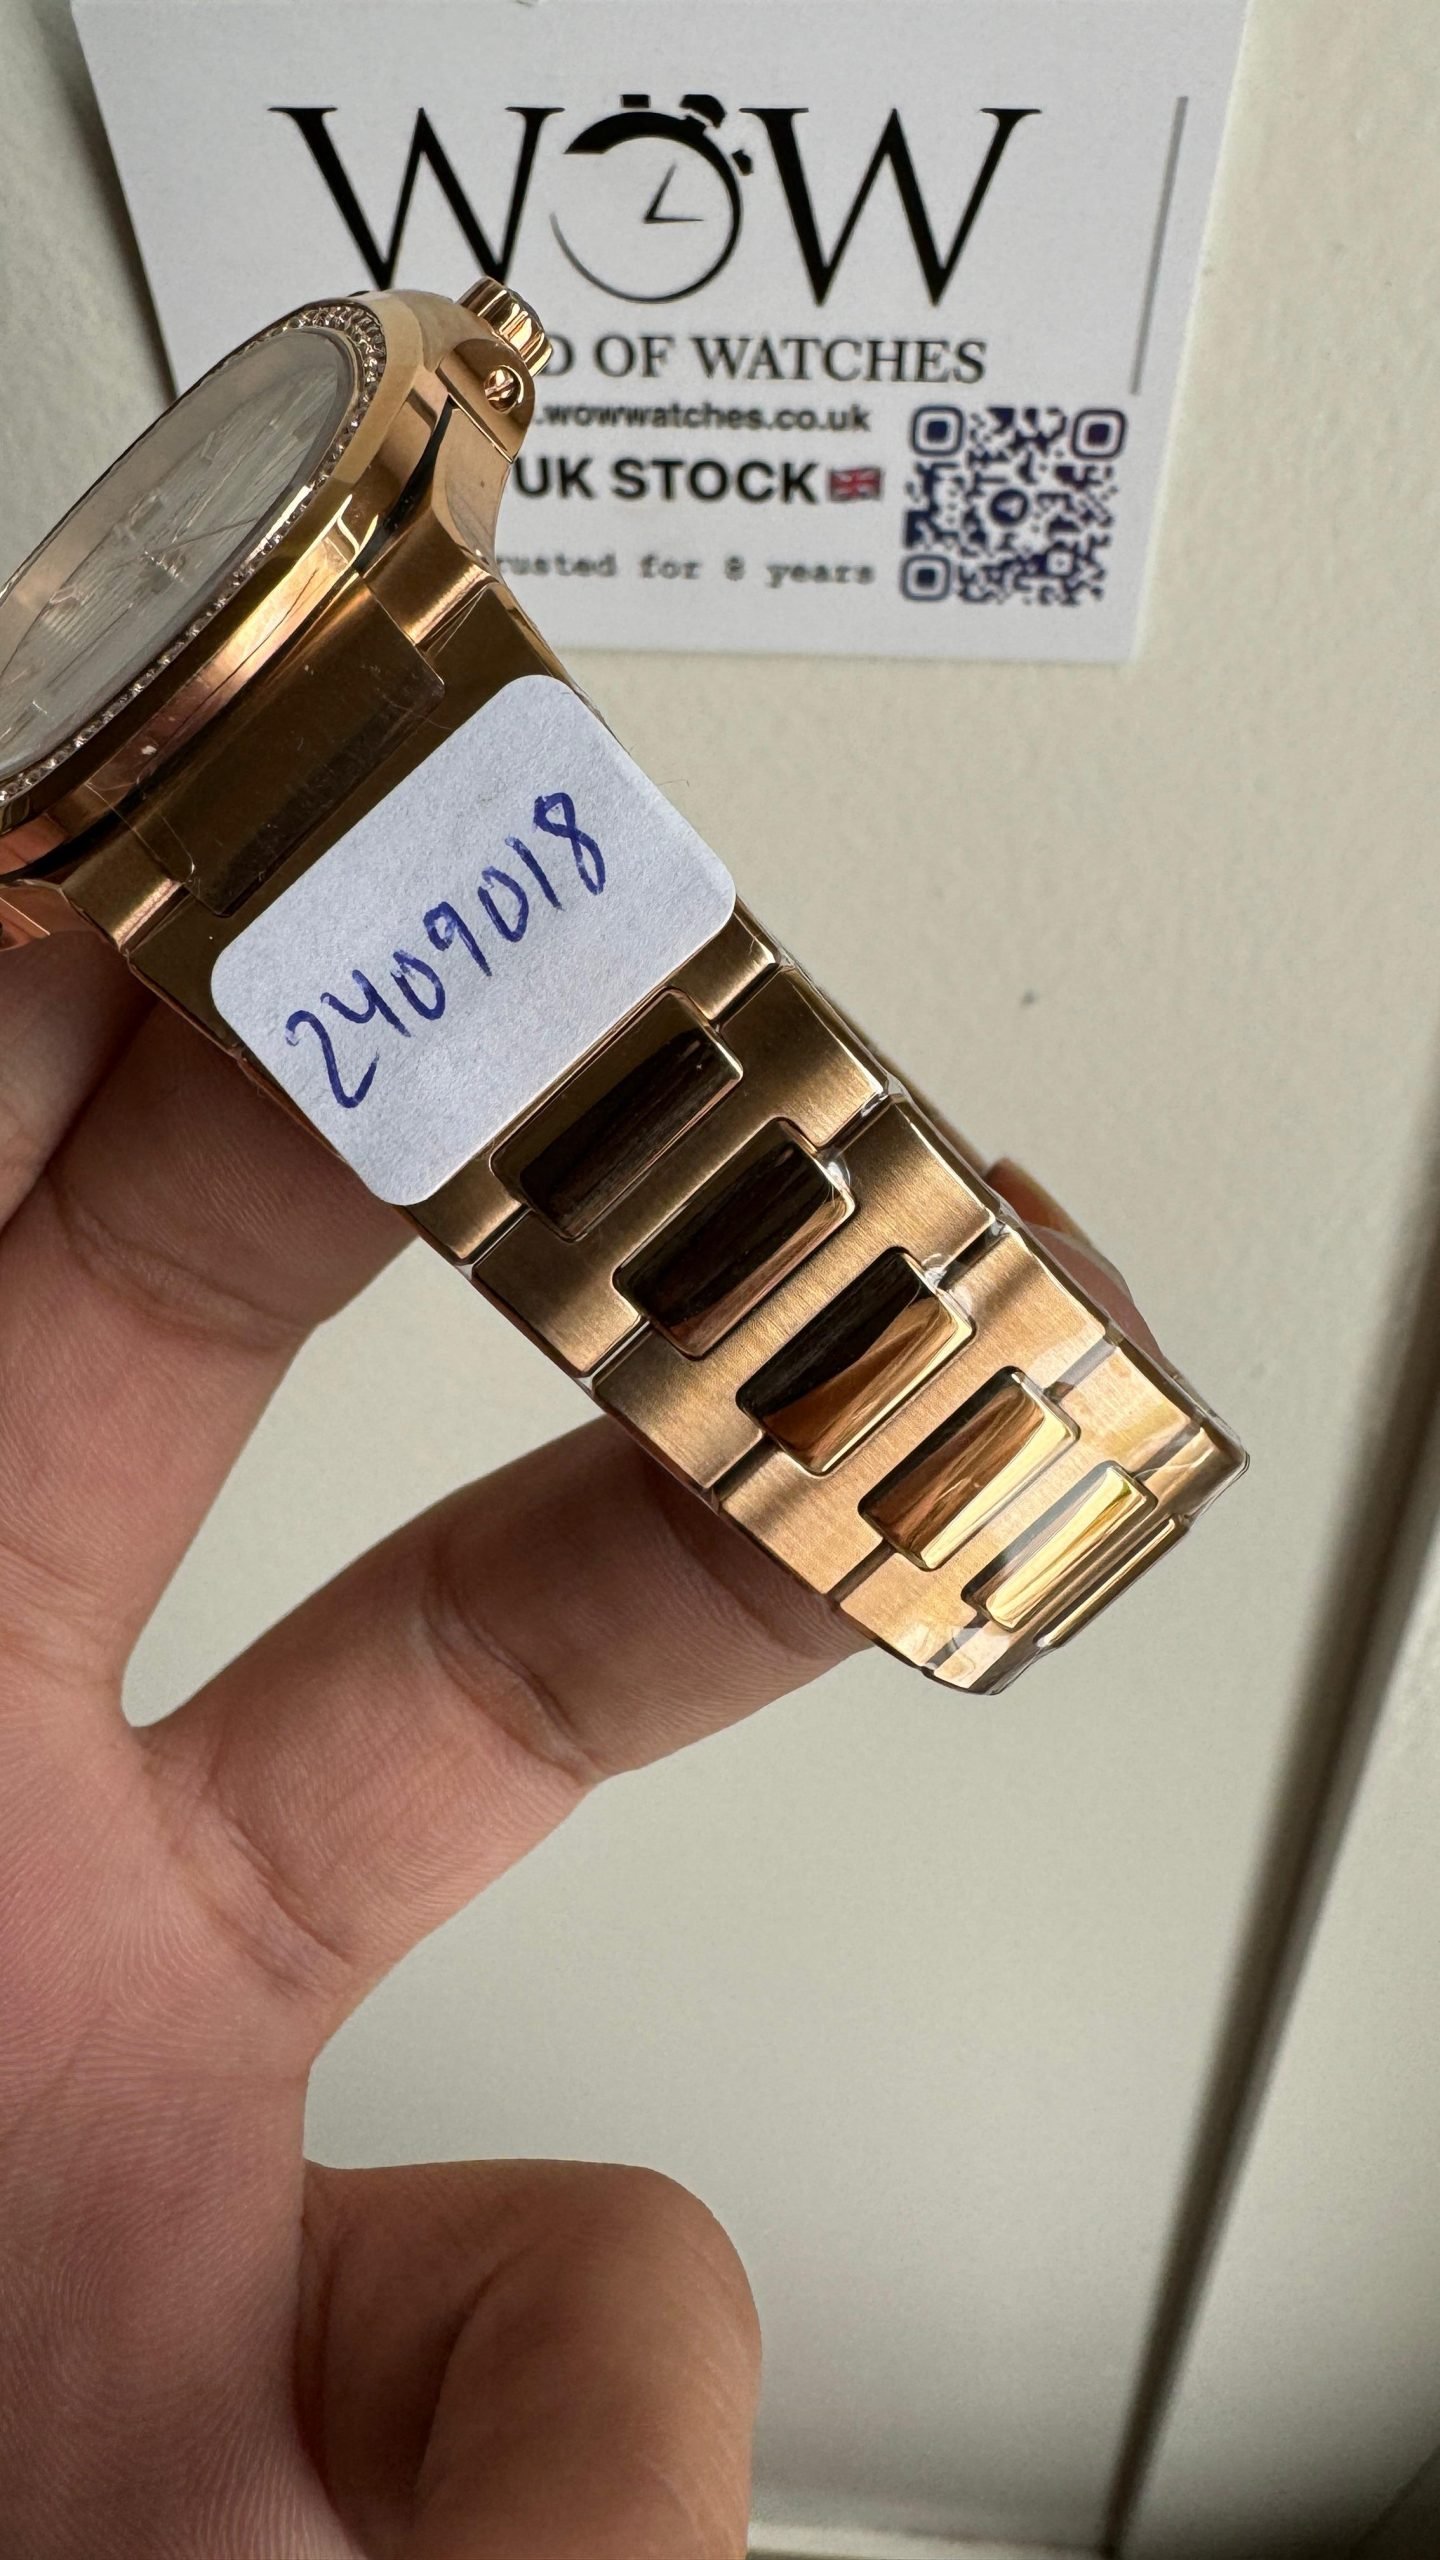 WOW
D OF WATCHES
.wowwatches.co.uk
UK STOCK
rusted for 8 years
2409018